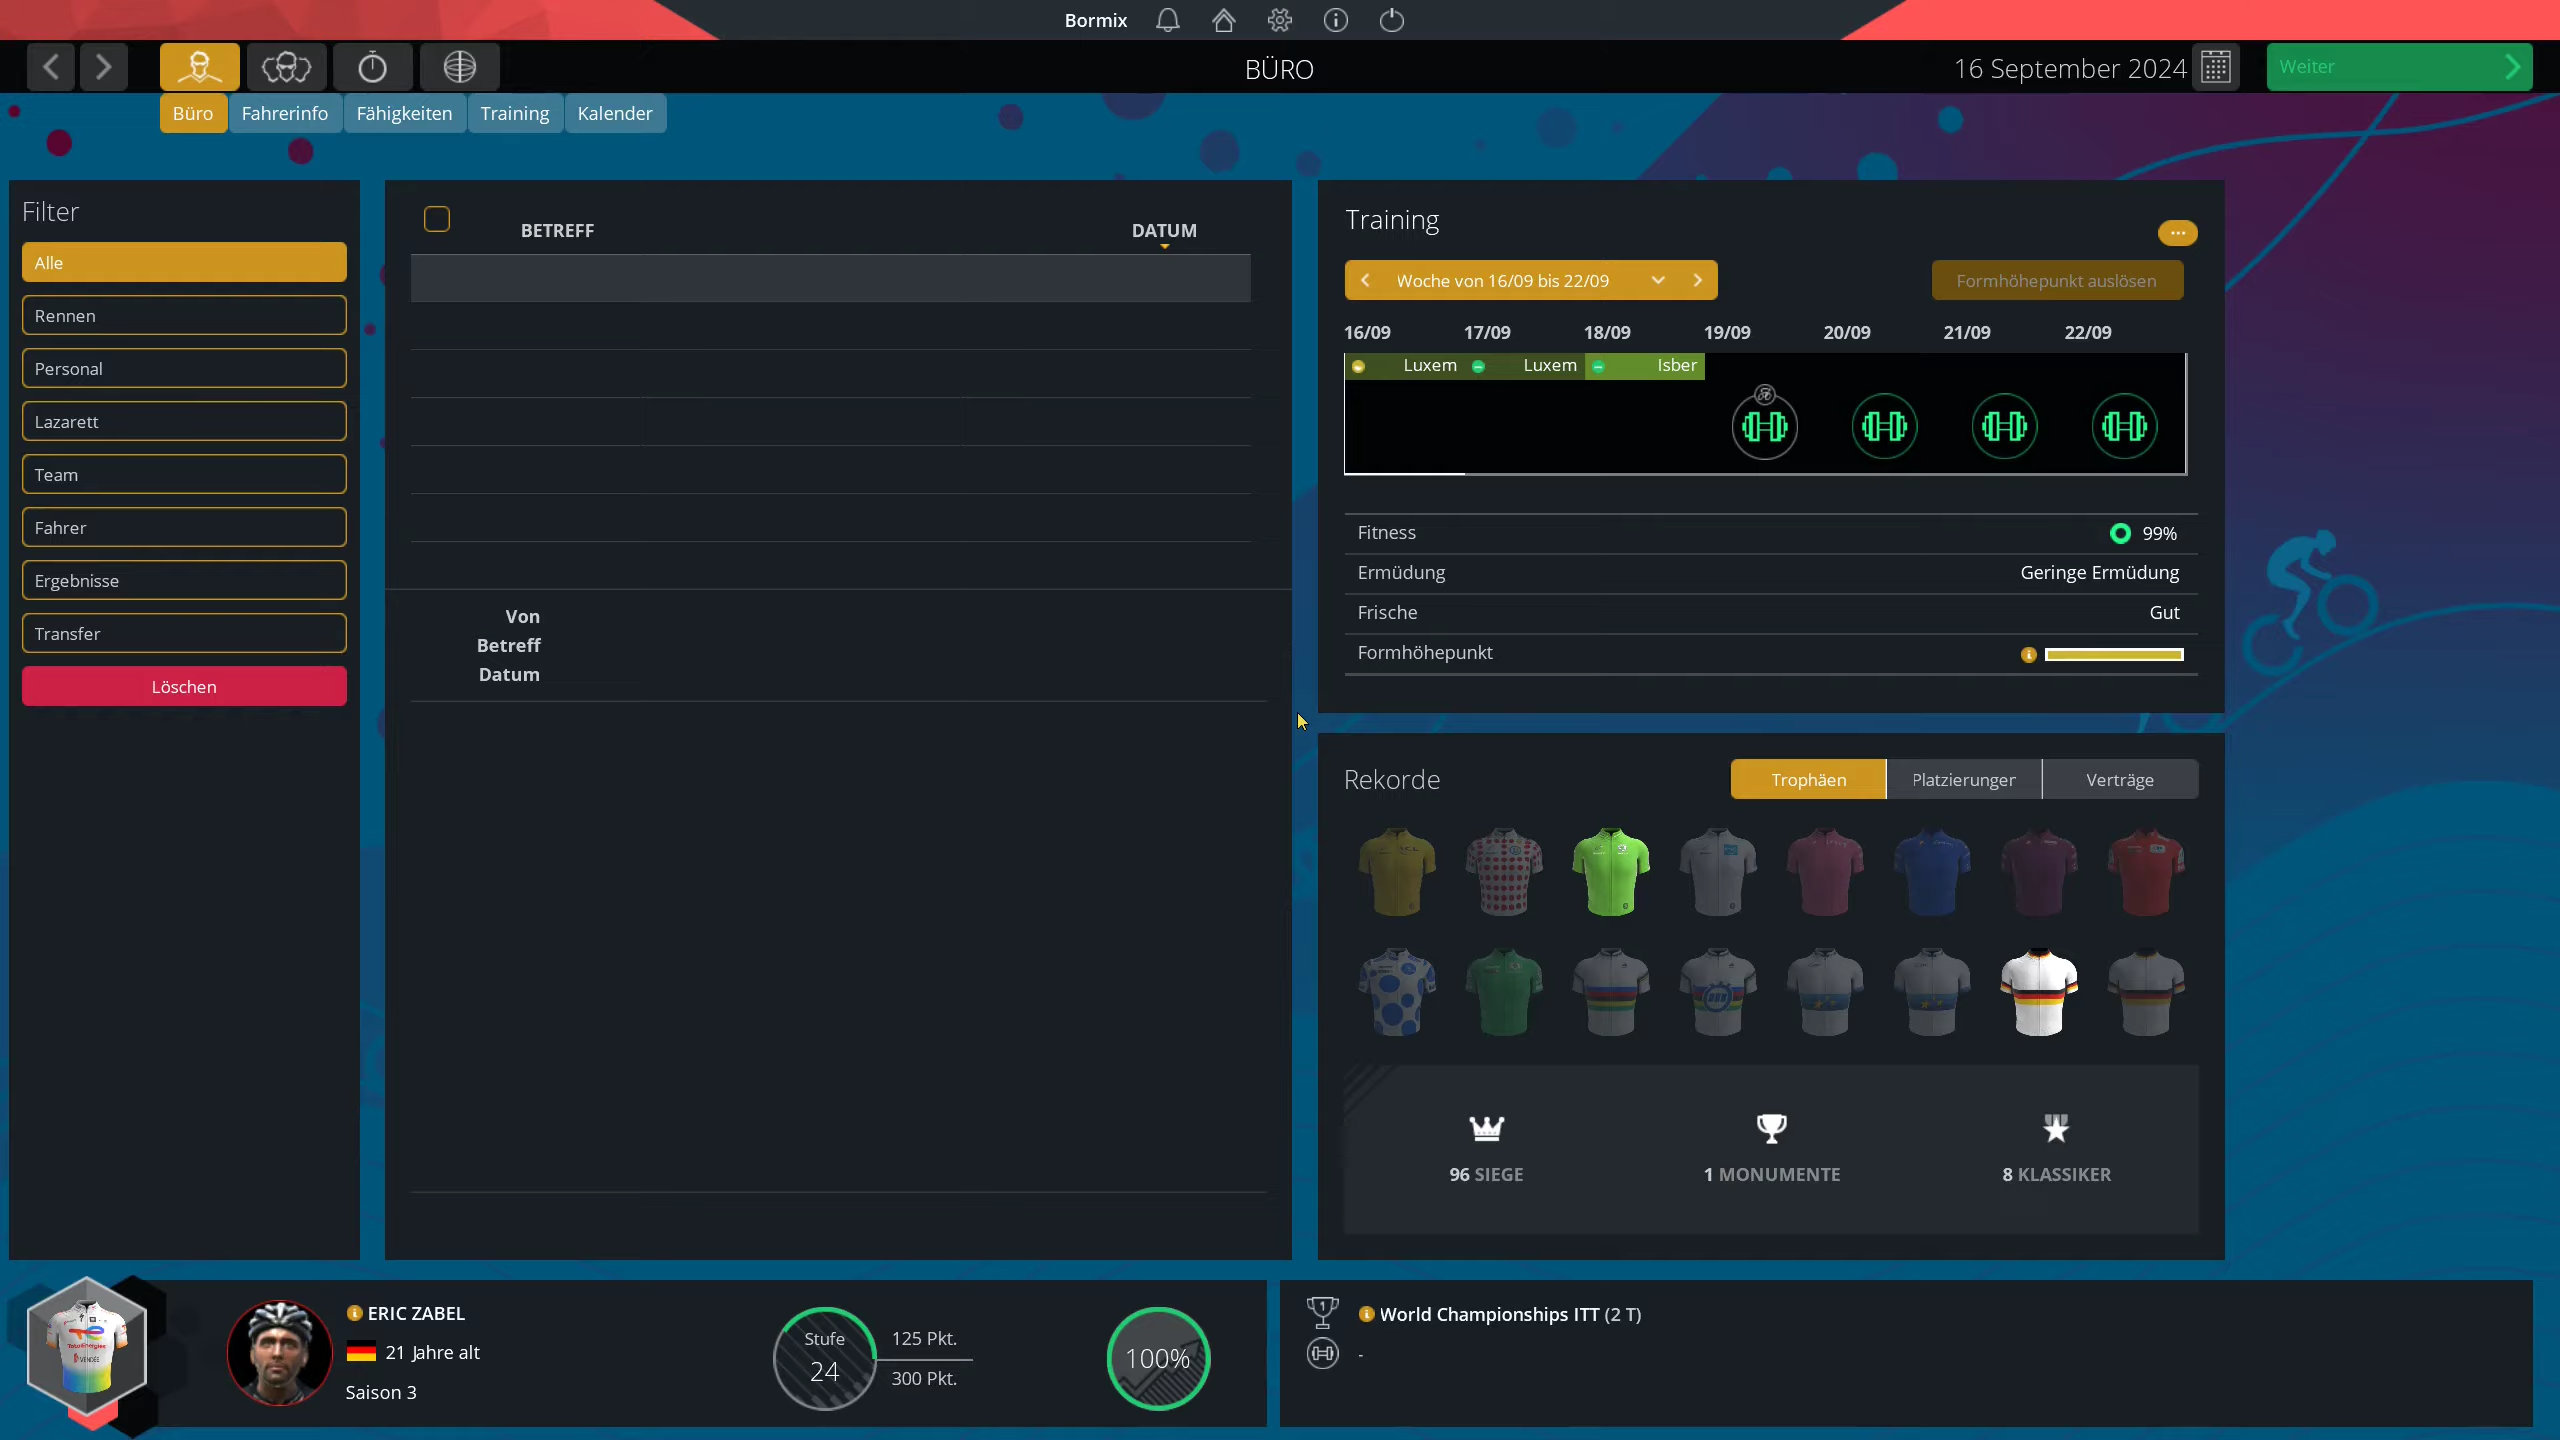 Bormix
BÜRO
16 September 2024
Weiter
Büro
Fahrerinfo
Fähigkeiten
Training
Kalender
Filter
Alle
Rennen
Personal
Lazarett
Team
Fahrer
Ergebnisse
Transfer
Löschen
BETREFF
DATUM
Von
Betreff
Datum
Training
Woche von 16/09 bis 22/09
Formhöhepunkt auslösen
16/09 17/09 18/09 19/09 20/09 21/09 22/09
Luxem Luxem Isber
Fitness 99%
Ermüdung Geringe Ermüdung
Frische Gut
Formhöhepunkt
Rekorde
Trophäen
Platzierunger
Verträge
96 SIEGE
1 MONUMENTE
8 KLASSIKER
ERIC ZABEL
21 Jahre alt
Saison 3
Stufe
24
125 Pkt.
300 Pkt.
100%
World Championships ITT (2 T)
-